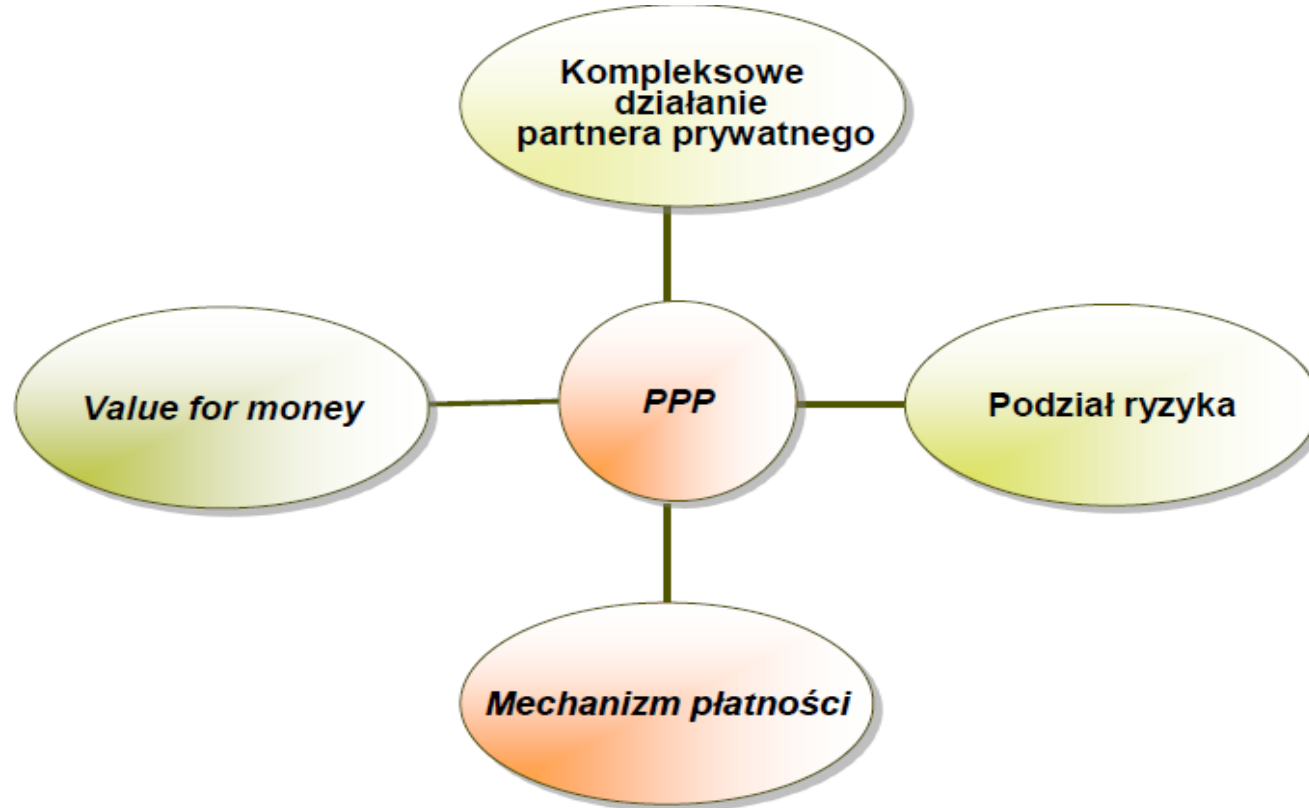 Kompleksowe
działanie
partnera prywatnego
Value for money
PPP
Podział ryzyka
Mechanizm płatności